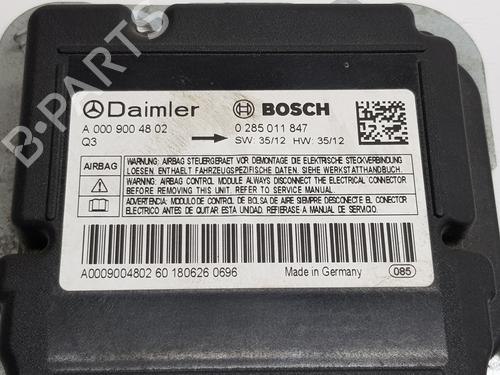 Daimler BOSCH
A 000 900 48 02 0 285 011 847
Q3 SW: 35/12 HW: 35/12
AIRBAG
WARNUNG: AIRBAG STEUERGERAET VOR DEMONTAGE DIE ELEKTRISCHE STECKVERBINDUNG
LOESEN. ENTHAELT FAHRZEUGSPEZIFISCHE DATEN. SIEHE WERKSTATTHANDBUCH
WARNING: AIRBAG CONTROL MODULE ALWAYS DISCONNECT THE ELECTRICAL CONNECTOR
BEFORE REMOVING THIS UNIT. REFER TO SERVICE MANUAL.
ADVERTENCIA: MODULO DE CONTROL DE BOLSA DE AIRE SIEMPRE DESCONECTE EL CONECTOR
ELECTRICO ANTES DE QUITAR ESTA UNIDAD. REFIERASE A MANUAL DEL SERVICIO.
A0009004802 60 180626 0696 Made in Germany 085
B-PARTS